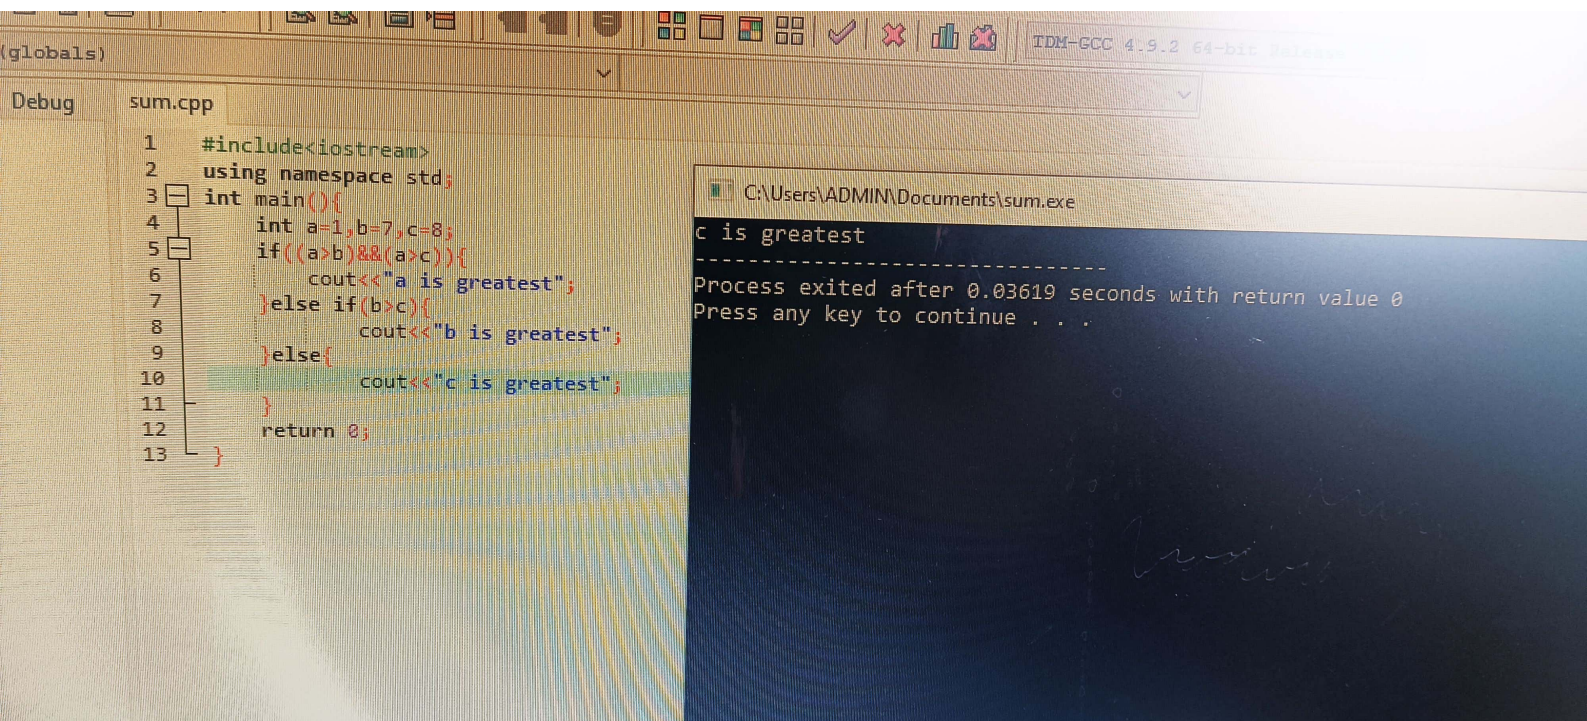 TDM-GCC 4.9.2 64-bit Release
(globals)
Debug
sum.cpp
1 #include<iostream>
2 using namespace std;
3 int main(){
4 int a=1,b=7,c=8;
5 if((a>b)&&(a>c)){
6 cout<<"a is greatest";
7 }else if(b>c){
8 cout<<"b is greatest";
9 }else{
10 cout<<"c is greatest";
11 }
12 return 0;
13 }
C:\Users\ADMIN\Documents\sum.exe
c is greatest
--------------------------------
Process exited after 0.03619 seconds with return value 0
Press any key to continue . . .